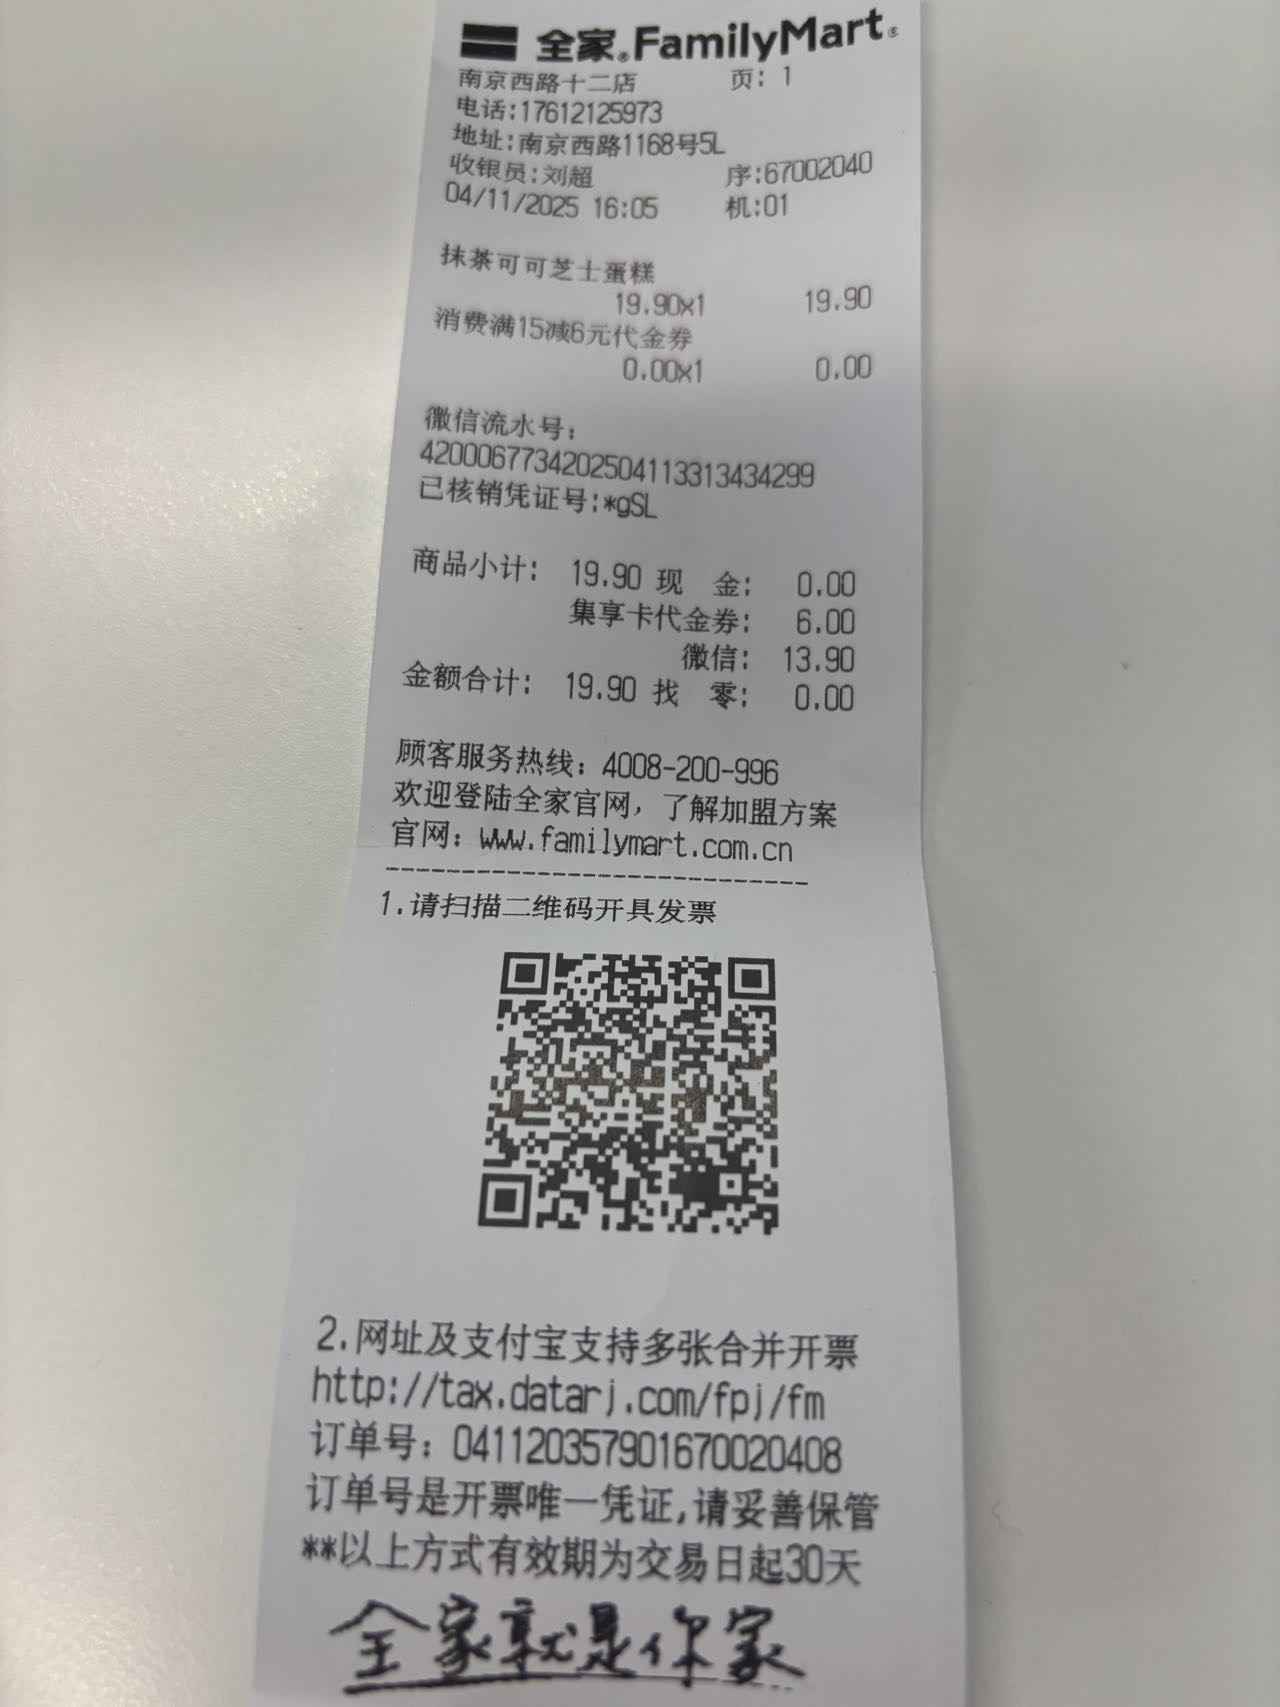 全家®FamilyMart®
南京西路十二店 页: 1
电话:17612125973
地址:南京西路1168号5L
收银员:刘超 序:67002040
04/11/2025 16:05 机:01
抹茶可可芝士蛋糕
19.90x1 19.90
消费满15减6元代金券
0.00x1 0.00
微信流水号:
4200067734202504113313434299
已核销凭证号:*gSL
商品小计: 19.90 现 金: 0.00
集享卡代金券: 6.00
微信: 13.90
金额合计: 19.90 找 零: 0.00
顾客服务热线: 4008-200-996
欢迎登陆全家官网, 了解加盟方案
官网: www.familymart.com.cn
----------------------------
1.请扫描二维码开具发票
2.网址及支付宝支持多张合并开票
http://tax.datarj.com/fpj/fm
订单号: 041120357901670020408
订单号是开票唯一凭证,请妥善保管
**以上方式有效期为交易日起30天
全家就是你家